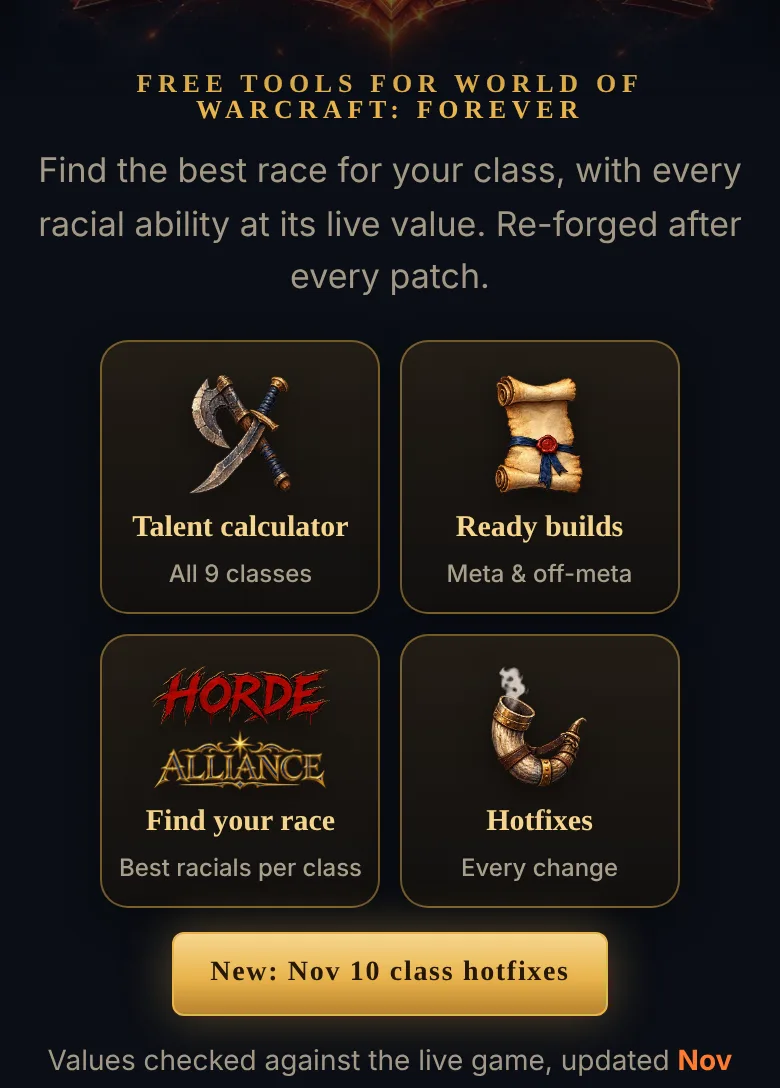 FREE TOOLS FOR WORLD OF
WARCRAFT: FOREVER
Find the best race for your class, with every
racial ability at its live value. Re-forged after
every patch.
Talent calculator
All 9 classes
Ready builds
Meta & off-meta
HORDE
ALLIANCE
Find your race
Best racials per class
Hotfixes
Every change
New: Nov 10 class hotfixes
Values checked against the live game, updated Nov